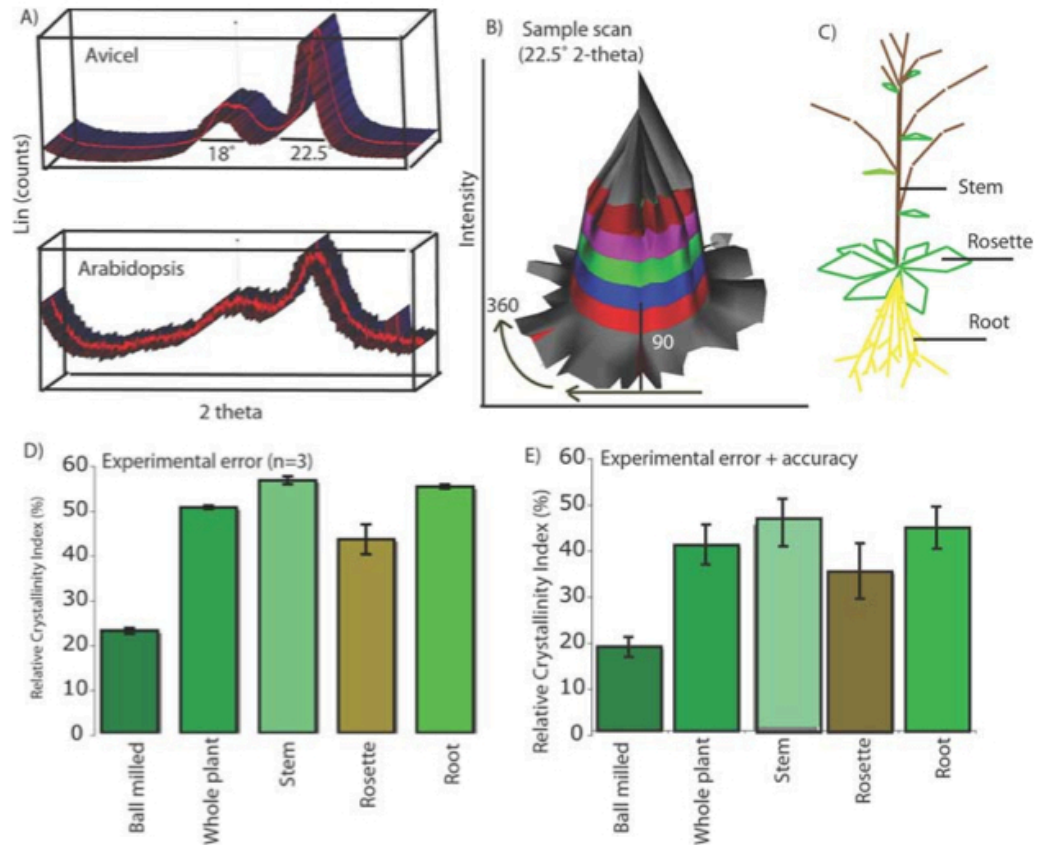 A)
Avicel
18°
22.5°
Lin (counts)
Arabidopsis
2 theta
B)
Sample scan
(22.5° 2-theta)
Intensity
360
90
C)
Stem
Rosette
Root
D)
Experimental error (n=3)
Relative Crystallinity Index (%)
60
50
40
30
20
10
0
Ball milled
Whole plant
Stem
Rosette
Root
E)
Experimental error + accuracy
Relative Crystallinity Index (%)
60
50
40
30
20
10
0
Ball milled
Whole plant
Stem
Rosette
Root